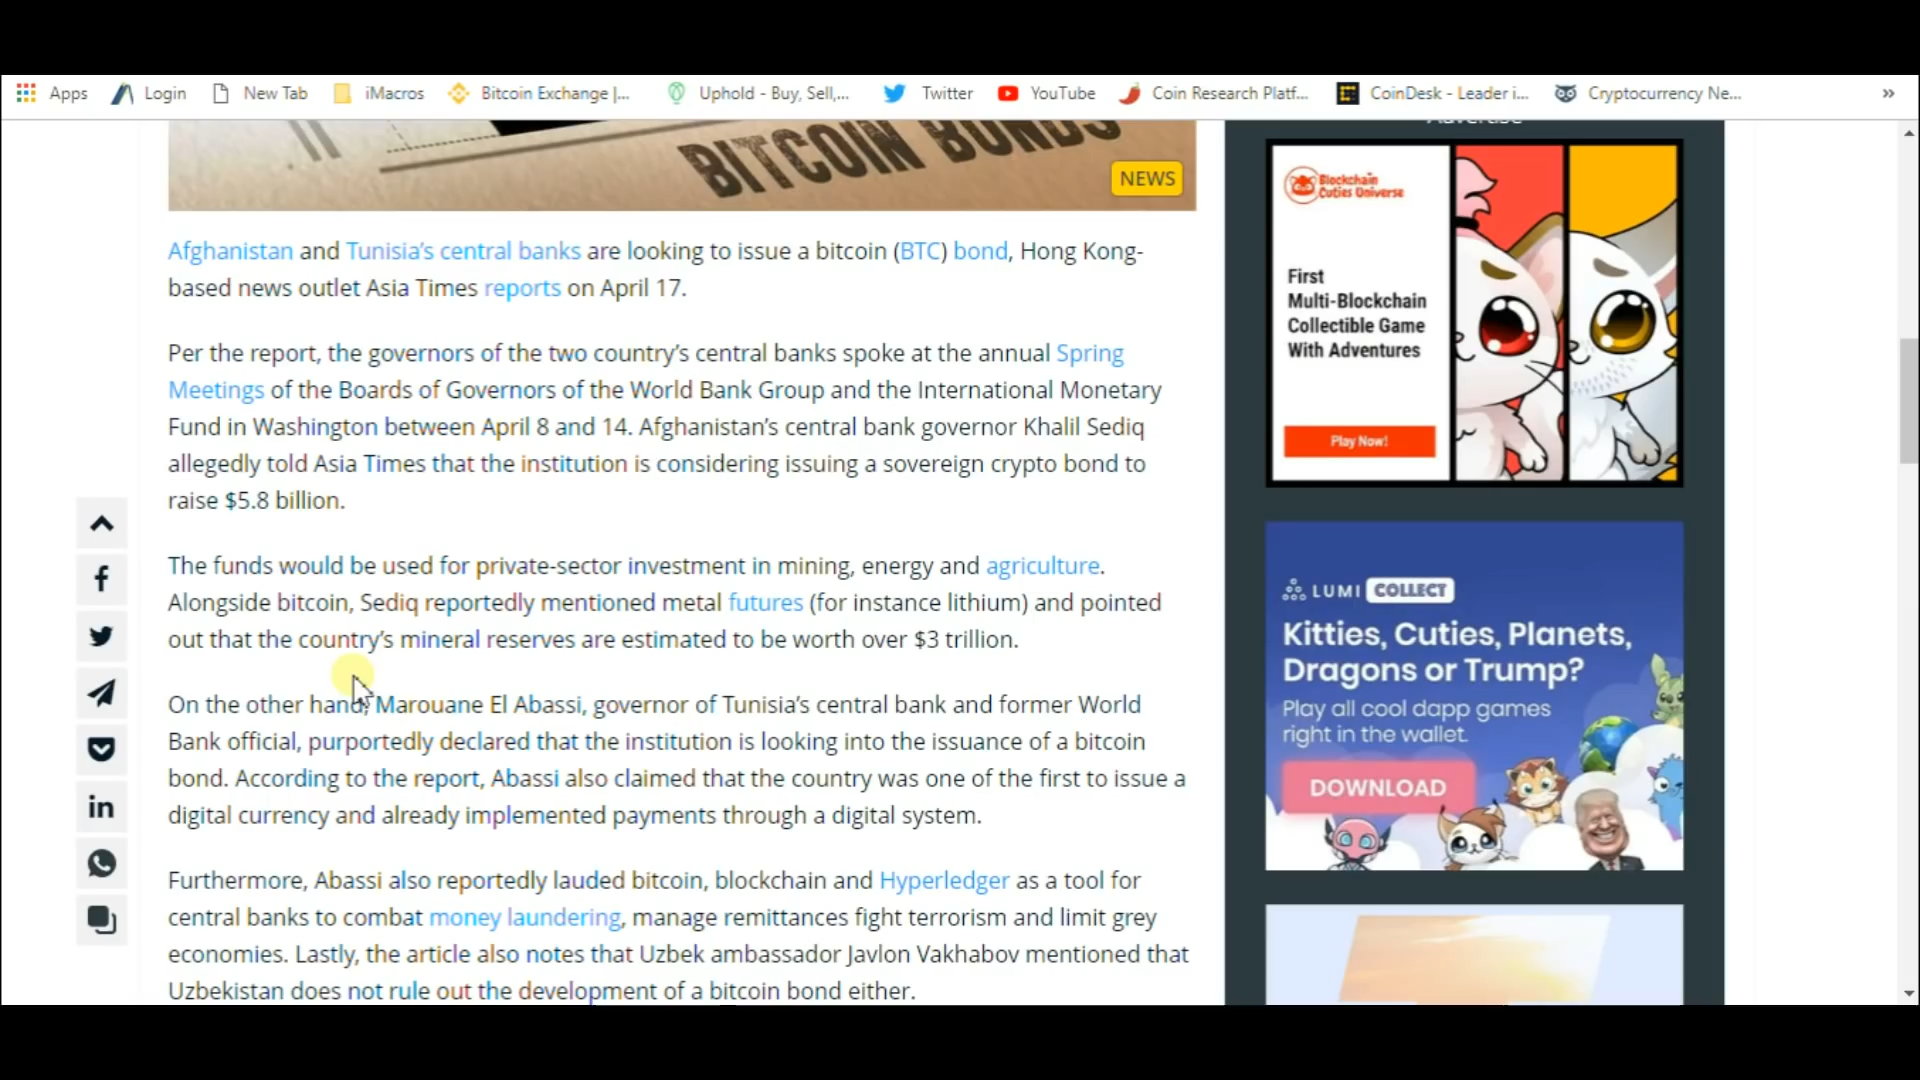 Apps
Login
New Tab
iMacros
Bitcoin Exchange |...
Uphold - Buy, Sell,...
Twitter
YouTube
Coin Research Platf...
CoinDesk - Leader i...
Cryptocurrency Ne...
»
BITCOIN BONDS
NEWS
Afghanistan and Tunisia's central banks are looking to issue a bitcoin (BTC) bond, Hong Kong-
based news outlet Asia Times reports on April 17.
Per the report, the governors of the two country's central banks spoke at the annual Spring
Meetings of the Boards of Governors of the World Bank Group and the International Monetary
Fund in Washington between April 8 and 14. Afghanistan's central bank governor Khalil Sediq
allegedly told Asia Times that the institution is considering issuing a sovereign crypto bond to
raise $5.8 billion.
The funds would be used for private-sector investment in mining, energy and agriculture.
Alongside bitcoin, Sediq reportedly mentioned metal futures (for instance lithium) and pointed
out that the country's mineral reserves are estimated to be worth over $3 trillion.
On the other hand, Marouane El Abassi, governor of Tunisia's central bank and former World
Bank official, purportedly declared that the institution is looking into the issuance of a bitcoin
bond. According to the report, Abassi also claimed that the country was one of the first to issue a
digital currency and already implemented payments through a digital system.
Furthermore, Abassi also reportedly lauded bitcoin, blockchain and Hyperledger as a tool for
central banks to combat money laundering, manage remittances fight terrorism and limit grey
economies. Lastly, the article also notes that Uzbek ambassador Javlon Vakhabov mentioned that
Uzbekistan does not rule out the development of a bitcoin bond either.
Advertise
Blockchain
Cuties Universe
First
Multi-Blockchain
Collectible Game
With Adventures
Play Now!
LUMI COLLECT
Kitties, Cuties, Planets,
Dragons or Trump?
Play all cool dapp games
right in the wallet.
DOWNLOAD